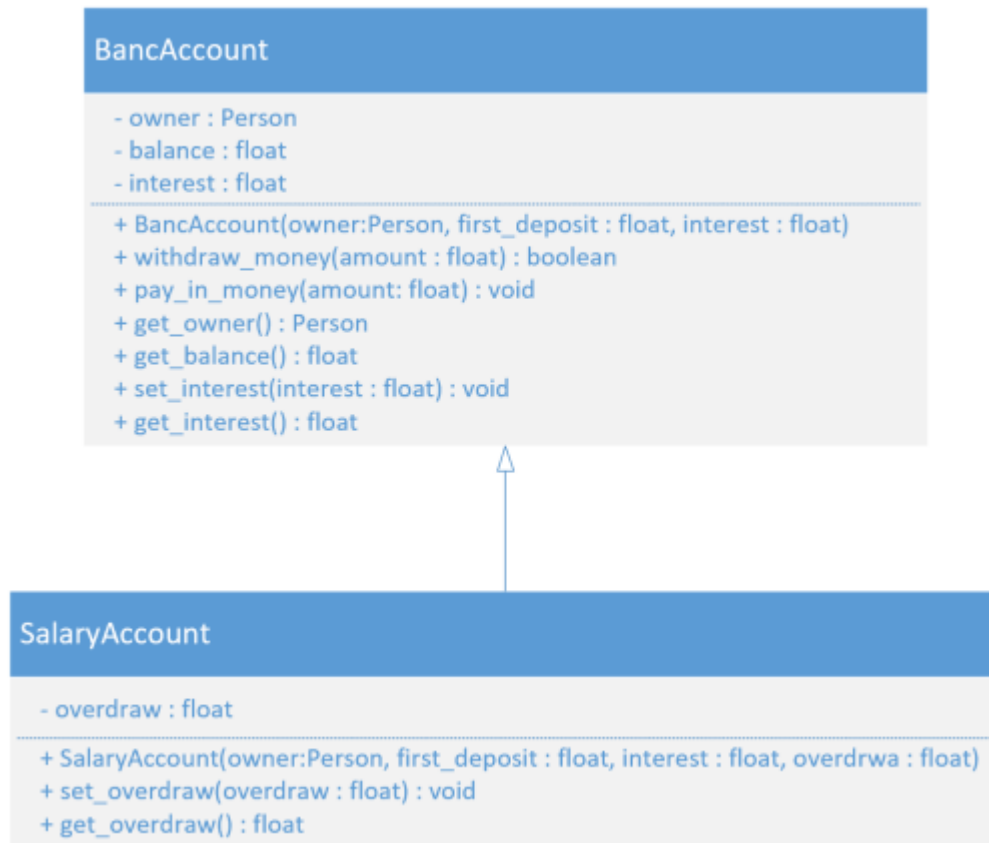 BancAccount
- owner : Person
- balance : float
- interest : float
+ BancAccount(owner:Person, first_deposit : float, interest : float)
+ withdraw_money(amount : float) : boolean
+ pay_in_money(amount: float) : void
+ get_owner() : Person
+ get_balance() : float
+ set_interest(interest : float) : void
+ get_interest() : float
SalaryAccount
- overdraw : float
+ SalaryAccount(owner:Person, first_deposit : float, interest : float, overdrwa : float)
+ set_overdraw(overdraw : float) : void
+ get_overdraw() : float